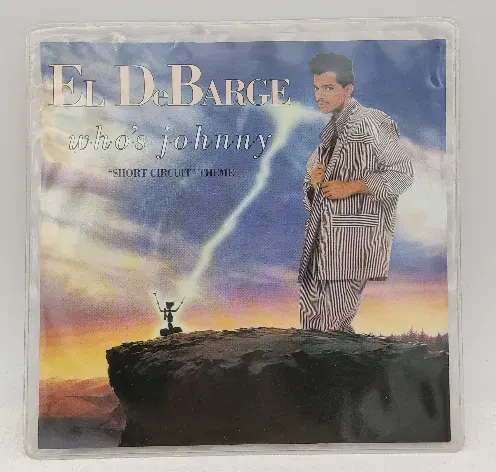 EL DeBARGE
who's johnny
"SHORT CIRCUIT" THEME